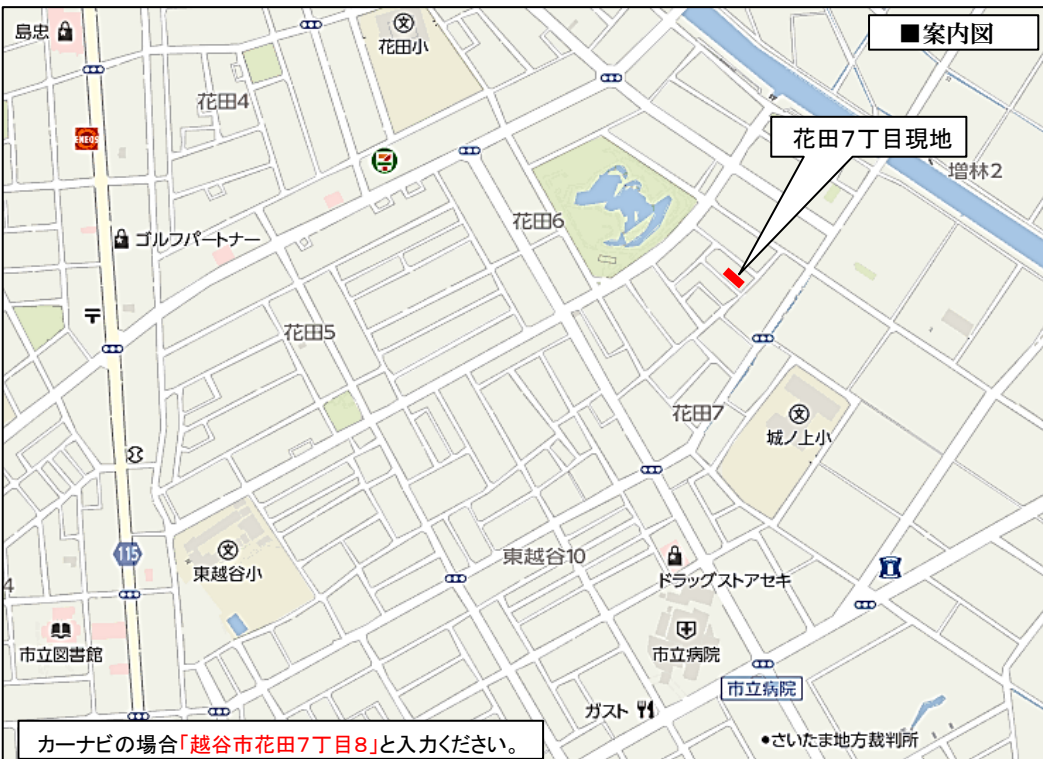 ■案内図
島忠
花田小
花田4
ENEOS
7
花田7丁目現地
増林2
花田6
ゴルフパートナー
〒
花田5
花田7
文
城ノ上小
文
東越谷小
115
東越谷10
ドラッグストアセキ
4
市立図書館
市立病院
市立病院
ガスト
さいたま地方裁判所
カーナビの場合「越谷市花田7丁目8」と入力ください。